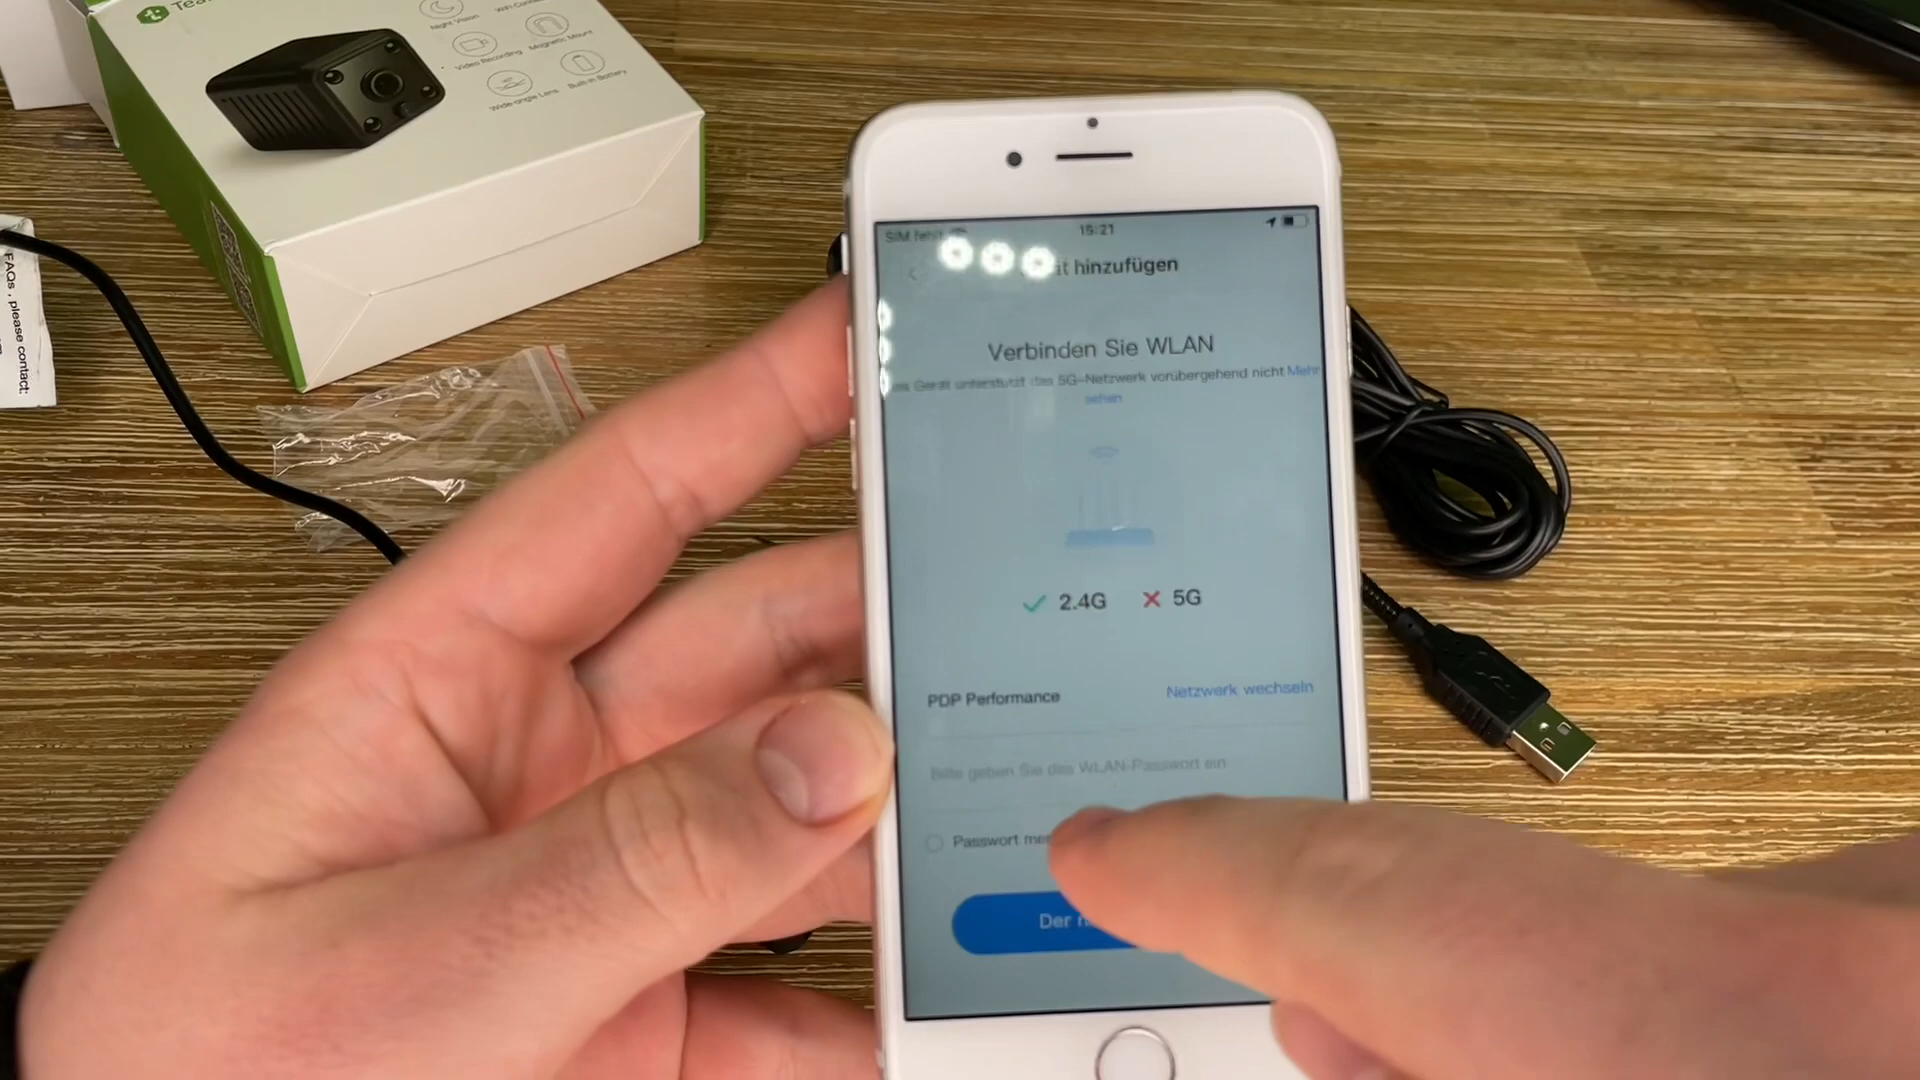 Night Vision
Video Recording
Magnetic Mount
Wide-angle Lens
Built-in Battery
FAQs , please contact:
SIM fehlt
15:21
hinzufügen
Verbinden Sie WLAN
Gerät unterstützt das 5G-Netzwerk vorübergehend nicht Mehr
sehen
2.4G
5G
PDP Performance
Netzwerk wechseln
Bitte geben Sie das WLAN-Passwort ein
Passwort
Der